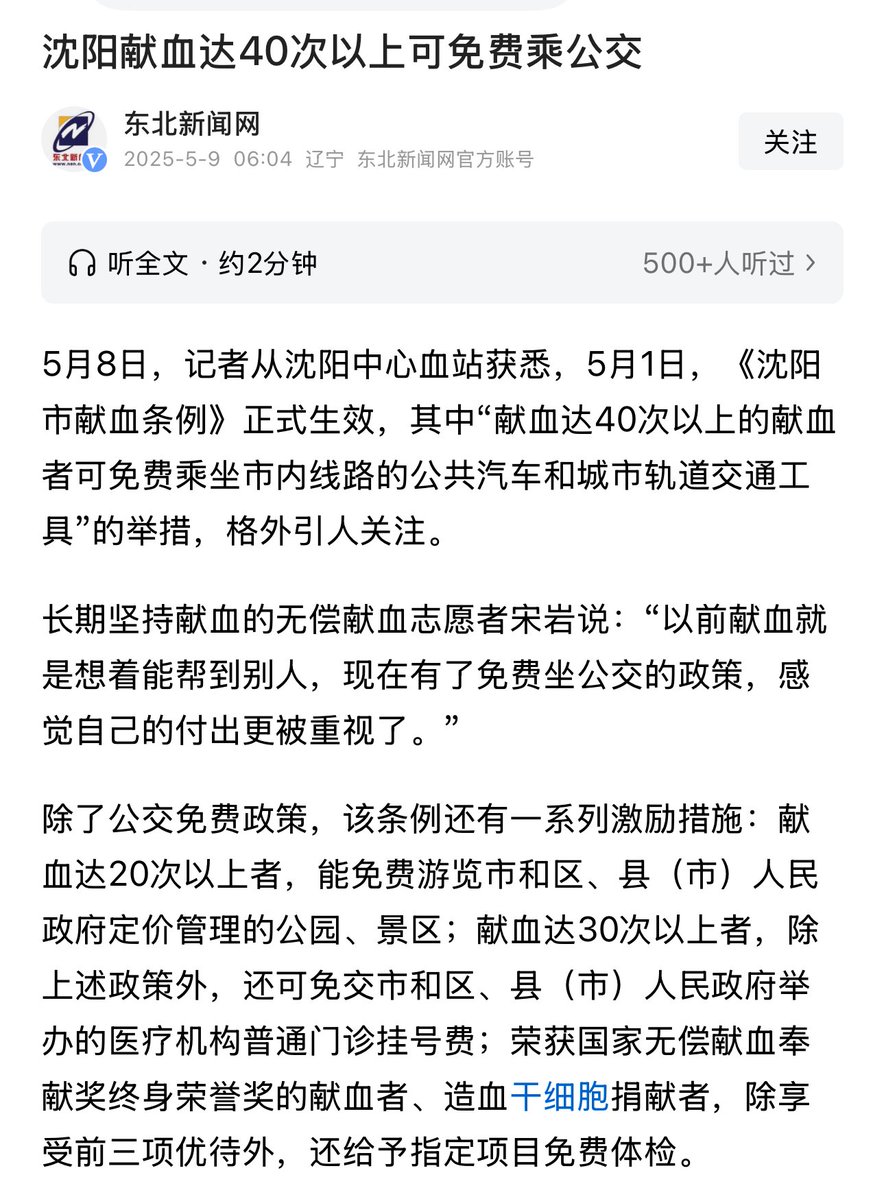 沈阳献血达40次以上可免费乘公交
东北新闻网
2025-5-9 06:04 辽宁 东北新闻网官方账号
关注
听全文 · 约2分钟
500+人听过 >
5月8日，记者从沈阳中心血站获悉，5月1日，《沈阳
市献血条例》正式生效，其中“献血达40次以上的献血
者可免费乘坐市内线路的公共汽车和城市轨道交通工
具”的举措，格外引人关注。
长期坚持献血的无偿献血志愿者宋岩说：“以前献血就
是想着能帮到别人，现在有了免费坐公交的政策，感
觉自己的付出更被重视了。”
除了公交免费政策，该条例还有一系列激励措施：献
血达20次以上者，能免费游览市和区、县（市）人民
政府定价管理的公园、景区；献血达30次以上者，除
上述政策外，还可免交市和区、县（市）人民政府举
办的医疗机构普通门诊挂号费；荣获国家无偿献血奉
献奖终身荣誉奖的献血者、造血干细胞捐献者，除享
受前三项优待外，还给予指定项目免费体检。